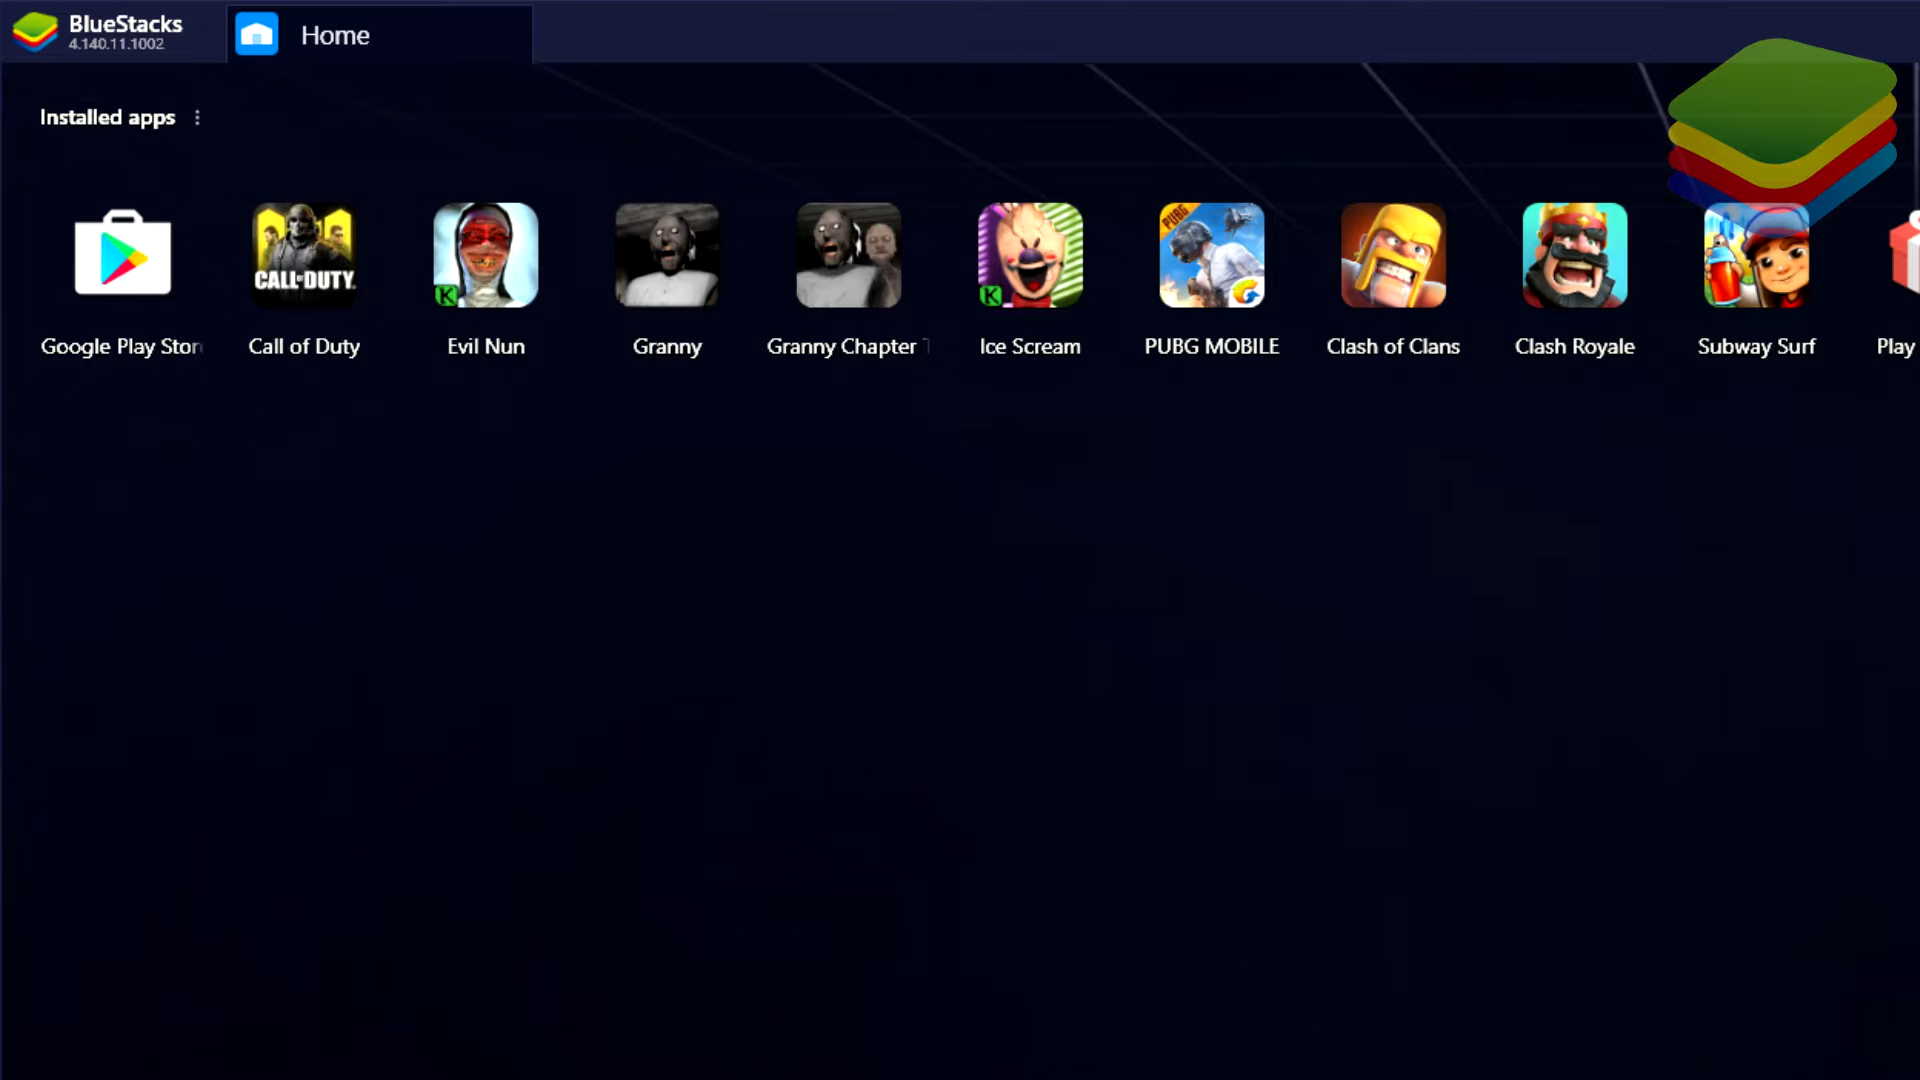 BlueStacks
4.140.11.1002
Home
Installed apps
CALL OF DUTY.
K
K
PUBG
Google Play Stor
Call of Duty
Evil Nun
Granny
Granny Chapter
Ice Scream
PUBG MOBILE
Clash of Clans
Clash Royale
Subway Surf
Play